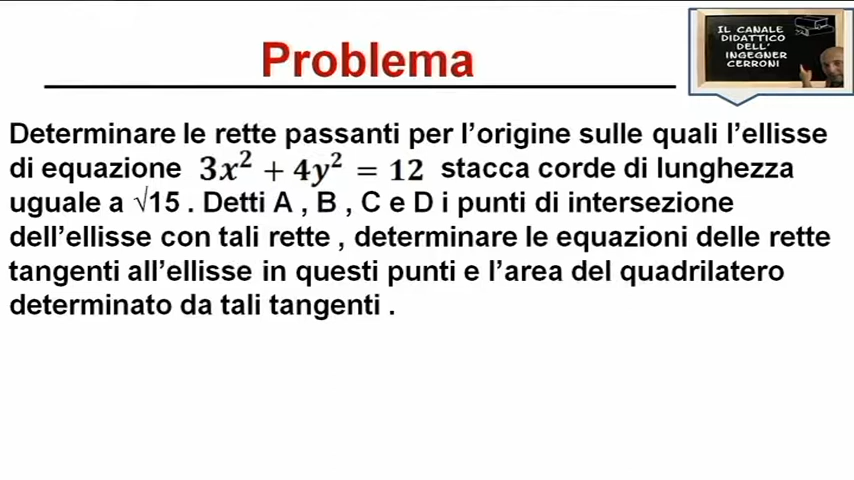 IL CANALE
DIDATTICO
DELL'
INGEGNER
CERRONI
Problema
Determinare le rette passanti per l'origine sulle quali l'ellisse
di equazione 3x² + 4y² = 12 stacca corde di lunghezza
uguale a √15 . Detti A , B , C e D i punti di intersezione
dell'ellisse con tali rette , determinare le equazioni delle rette
tangenti all'ellisse in questi punti e l'area del quadrilatero
determinato da tali tangenti .